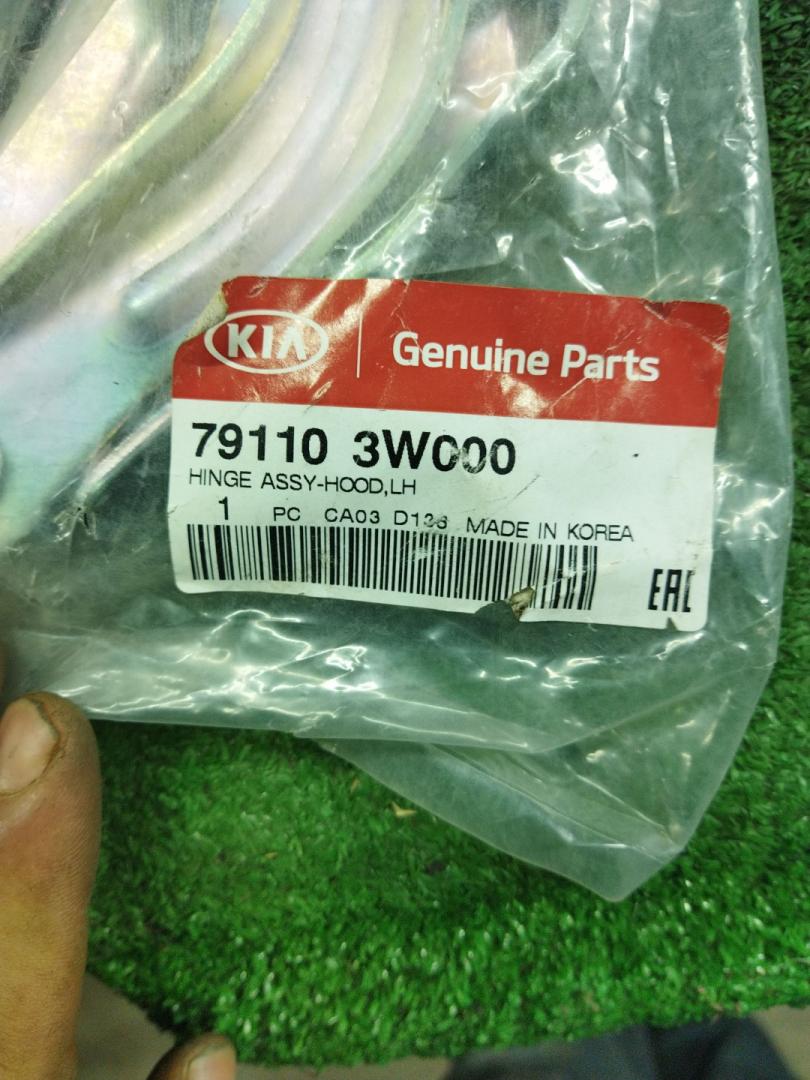 KIA
Genuine Parts
79110 3W000
HINGE ASSY-HOOD,LH
1 PC CA03 D136 MADE IN KOREA
EAC